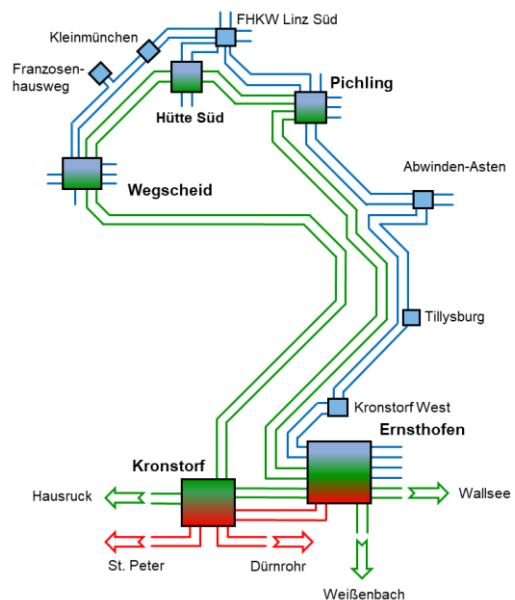 FHKW Linz Süd
Kleinmünchen
Franzosen-
hausweg
Pichling
Hütte Süd
Abwinden-Asten
Wegscheid
Tillysburg
Kronstorf West
Ernsthofen
Kronstorf
Hausruck
Wallsee
St. Peter
Dürnrohr
Weißenbach